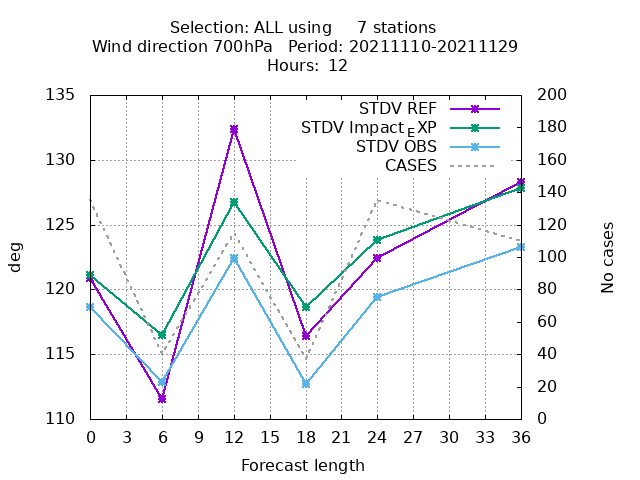 Selection: ALL using 7 stations
Wind direction 700hPa Period: 20211110-20211129
Hours: 12
STDV REF
STDV Impact_EXP
STDV OBS
CASES
135
130
125
120
115
110
deg
200
180
160
140
120
100
80
60
40
20
0
No cases
0 3 6 9 12 15 18 21 24 27 30 33 36
Forecast length